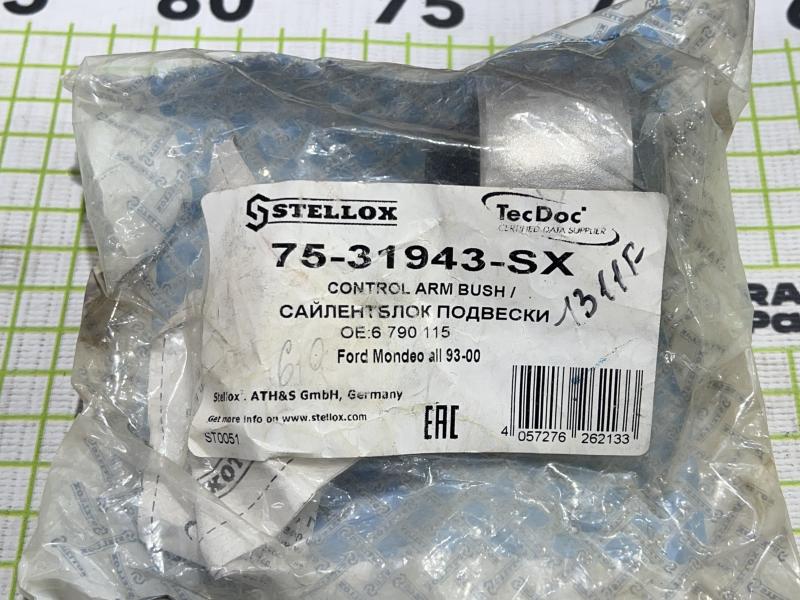 75
STELLOX
TecDoc
CERTIFIED DATA SUPPLIER
75-31943-SX
CONTROL ARM BUSH /
САЙЛЕНТБЛОК ПОДВЕСКИ
1311F
OE:6 790 115
Ford Mondeo all 93-00
Stellox. ATH&S GmbH, Germany
Get more info on www.stellox.com
ST0051
EAC
4 057276 262133